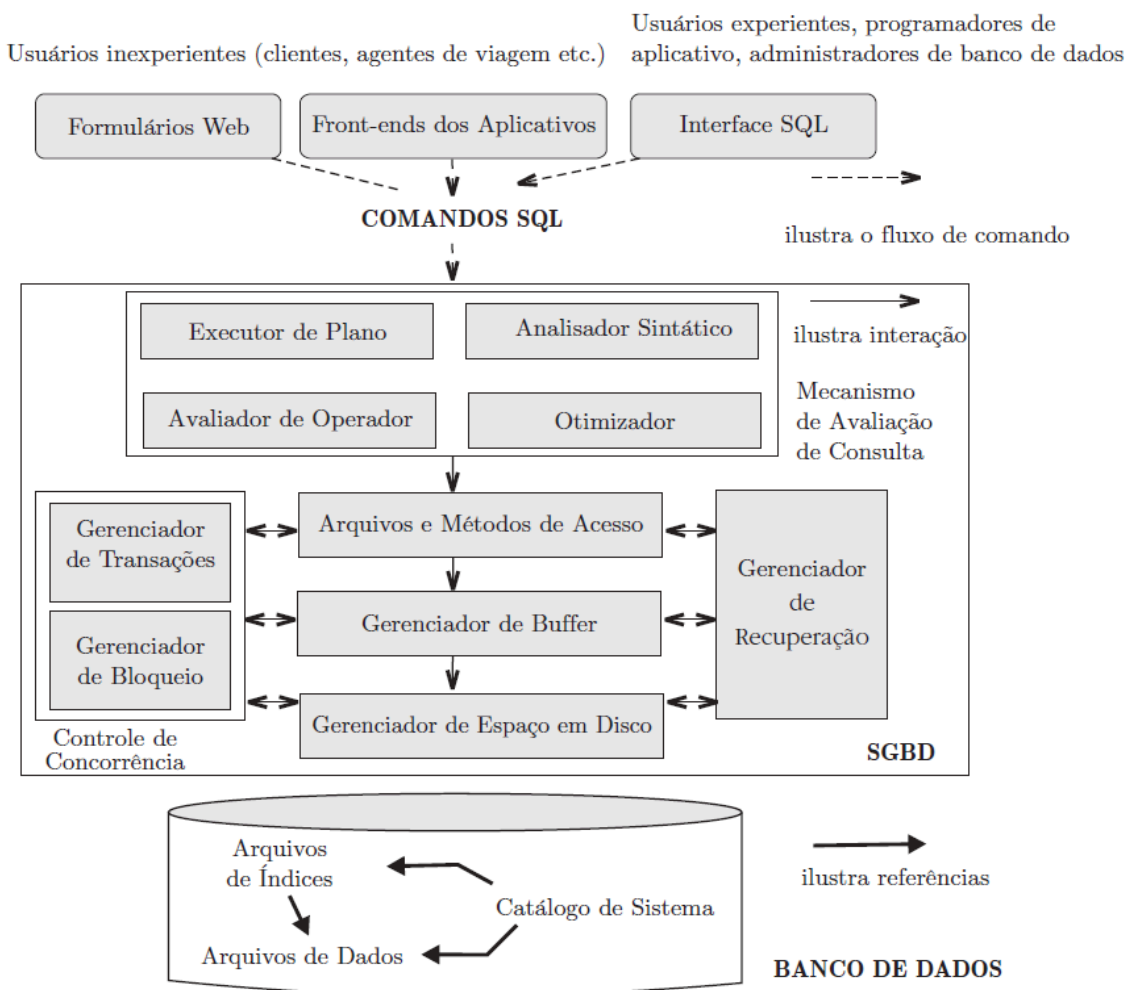 Usuários inexperientes (clientes, agentes de viagem etc.)
Usuários experientes, programadores de
aplicativo, administradores de banco de dados
Formulários Web
Front-ends dos Aplicativos
Interface SQL
COMANDOS SQL
ilustra o fluxo de comando
Executor de Plano
Analisador Sintático
ilustra interação
Avaliador de Operador
Otimizador
Mecanismo
de Avaliação
de Consulta
Gerenciador
de Transações
Arquivos e Métodos de Acesso
Gerenciador
de
Recuperação
Gerenciador de Buffer
Gerenciador
de Bloqueio
Gerenciador de Espaço em Disco
Controle de
Concorrência
SGBD
Arquivos
de Índices
Catálogo de Sistema
Arquivos de Dados
ilustra referências
BANCO DE DADOS